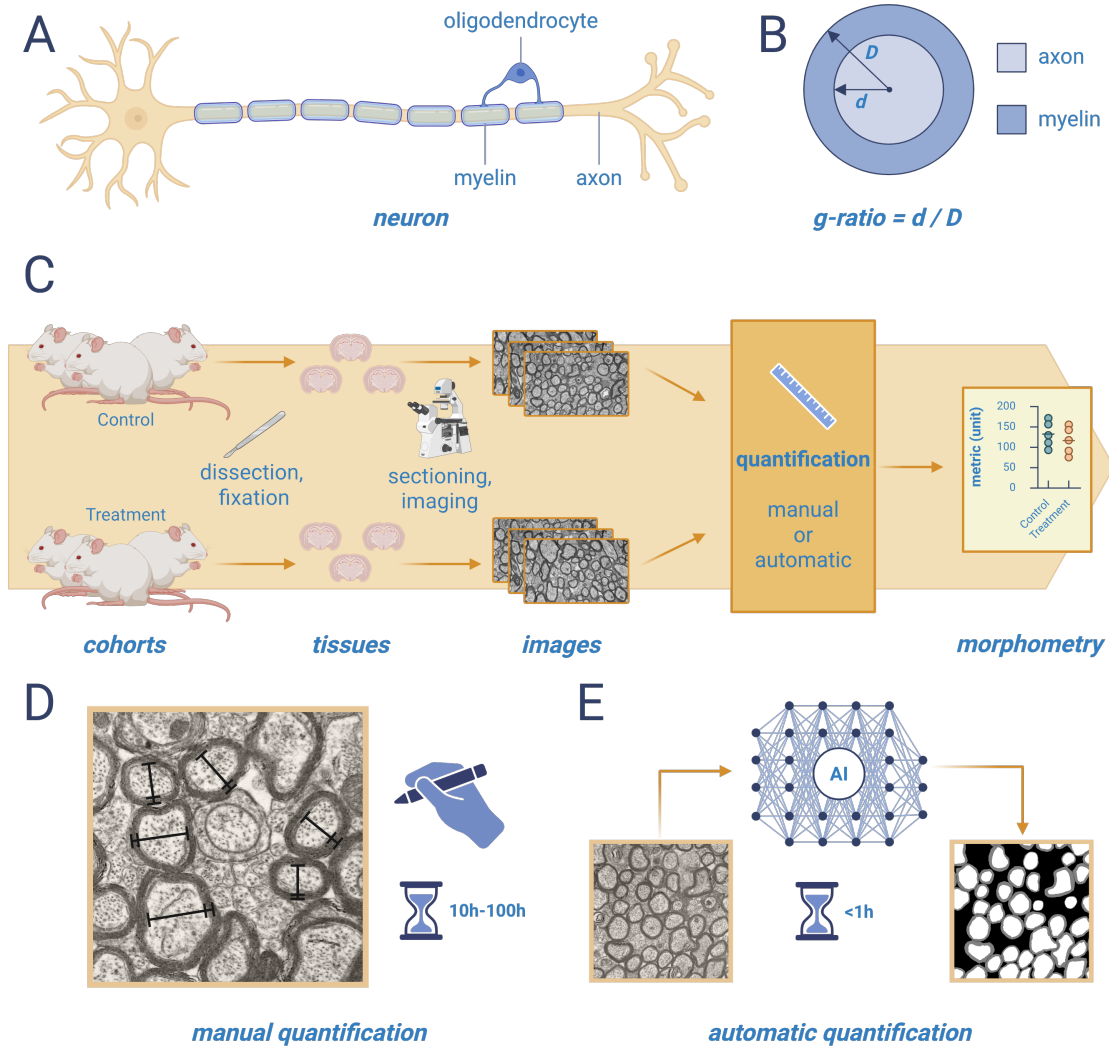 A
oligodendrocyte
myelin
axon
neuron
B
D
d
axon
myelin
g-ratio = d / D
C
Control
Treatment
dissection,
fixation
sectioning,
imaging
quantification
manual
or
automatic
metric (unit)
200
150
100
50
0
Control
Treatment
cohorts
tissues
images
morphometry
D
10h-100h
manual quantification
E
AI
<1h
automatic quantification